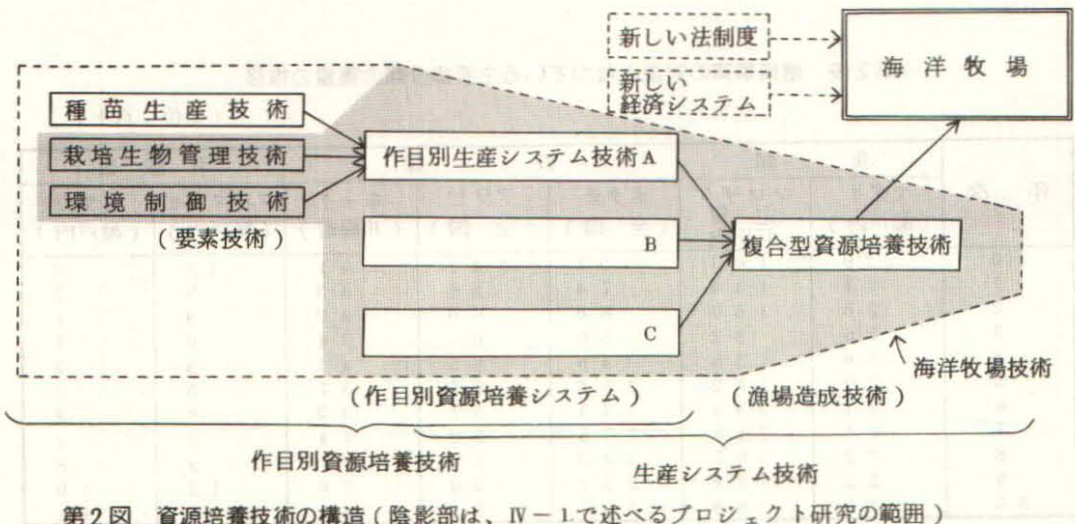 新しい法制度
新しい
経済システム
海洋牧場
種苗生産技術
栽培生物管理技術
環境制御技術
(要素技術)
作目別生産システム技術A
B
C
複合型資源培養技術
海洋牧場技術
(作目別資源培養システム)
(漁場造成技術)
作目別資源培養技術
生産システム技術
第2図 資源培養技術の構造(陰影部は、Ⅳ-1.で述べるプロジェクト研究の範囲)